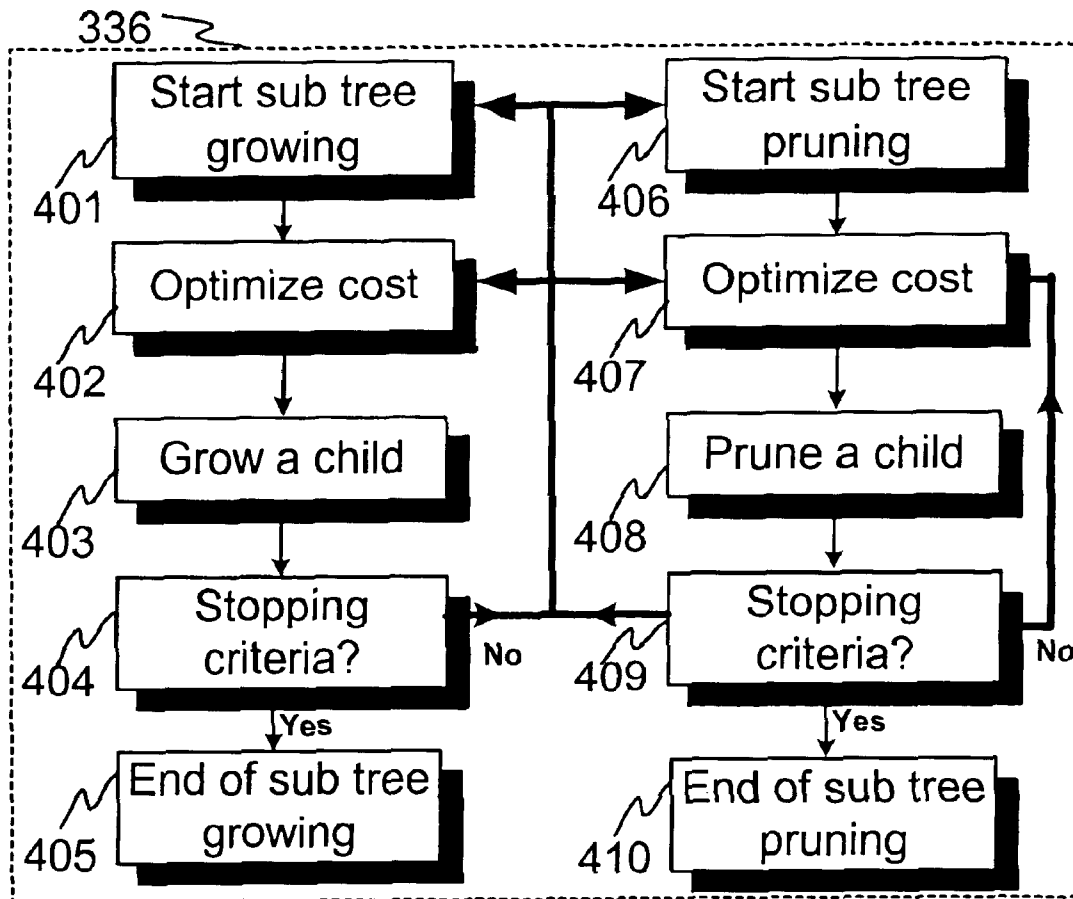 336
Start sub tree
growing
401
Optimize cost
402
Grow a child
403
Stopping
criteria?
404
No
Yes
End of sub tree
growing
405
Start sub tree
pruning
406
Optimize cost
407
Prune a child
408
Stopping
criteria?
409
No
Yes
End of sub tree
pruning
410